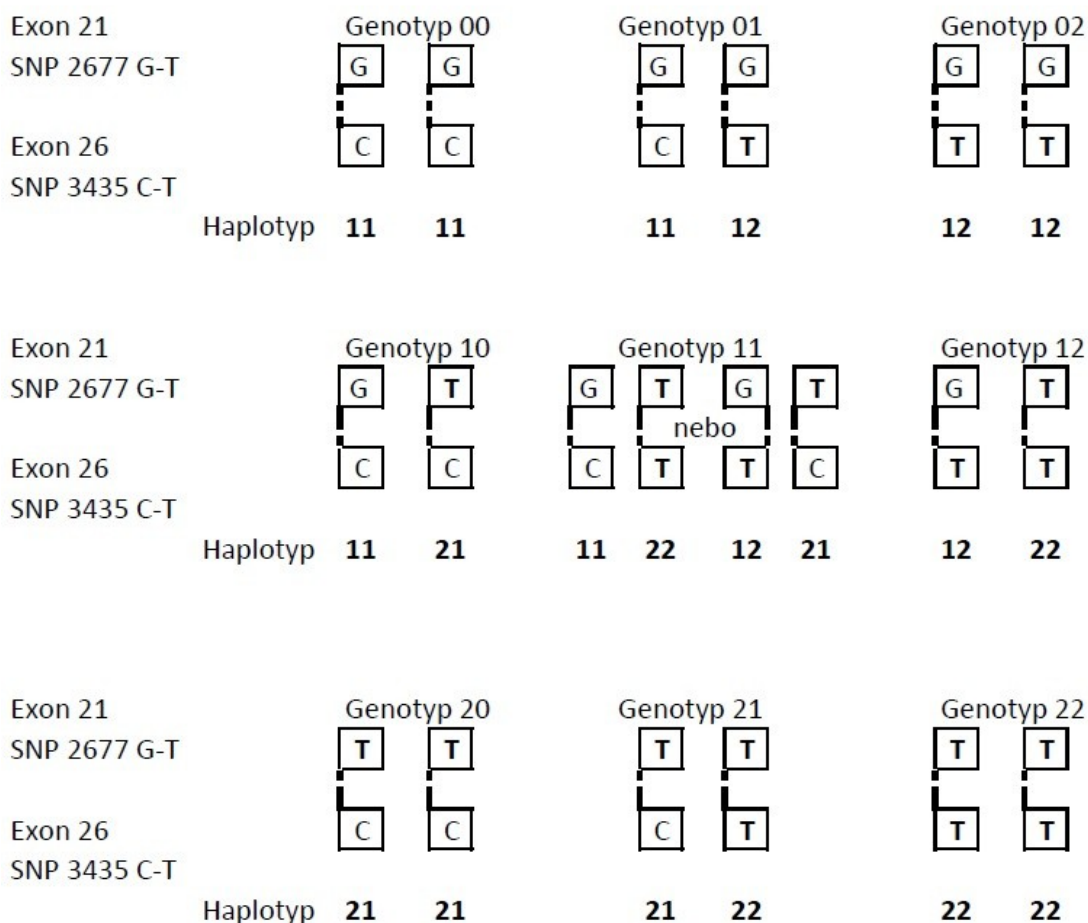 Exon 21 Genotyp 00 Genotyp 01 Genotyp 02
SNP 2677 G-T G G G G G G
Exon 26 C C C T T T
SNP 3435 C-T
Haplotyp 11 11 11 12 12 12
Exon 21 Genotyp 10 Genotyp 11 Genotyp 12
SNP 2677 G-T G T G T G T G T
nebo
Exon 26 C C C T T C T T
SNP 3435 C-T
Haplotyp 11 21 11 22 12 21 12 22
Exon 21 Genotyp 20 Genotyp 21 Genotyp 22
SNP 2677 G-T T T T T T T
Exon 26 C C C T T T
SNP 3435 C-T
Haplotyp 21 21 21 22 22 22